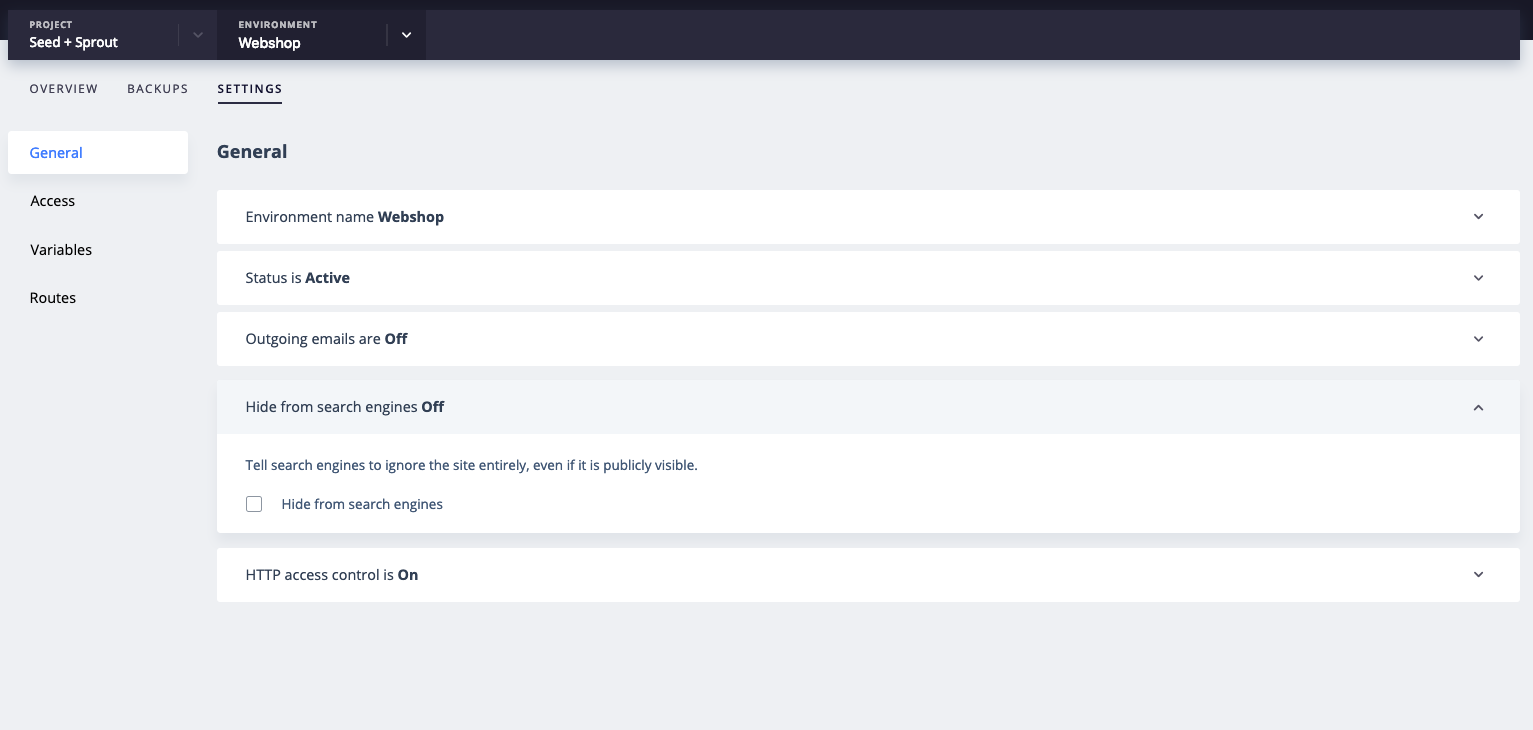 PROJECT
Seed + Sprout
ENVIRONMENT
Webshop
OVERVIEW
BACKUPS
SETTINGS
General
Access
Variables
Routes
General
Environment name Webshop
Status is Active
Outgoing emails are Off
Hide from search engines Off
Tell search engines to ignore the site entirely, even if it is publicly visible.
Hide from search engines
HTTP access control is On